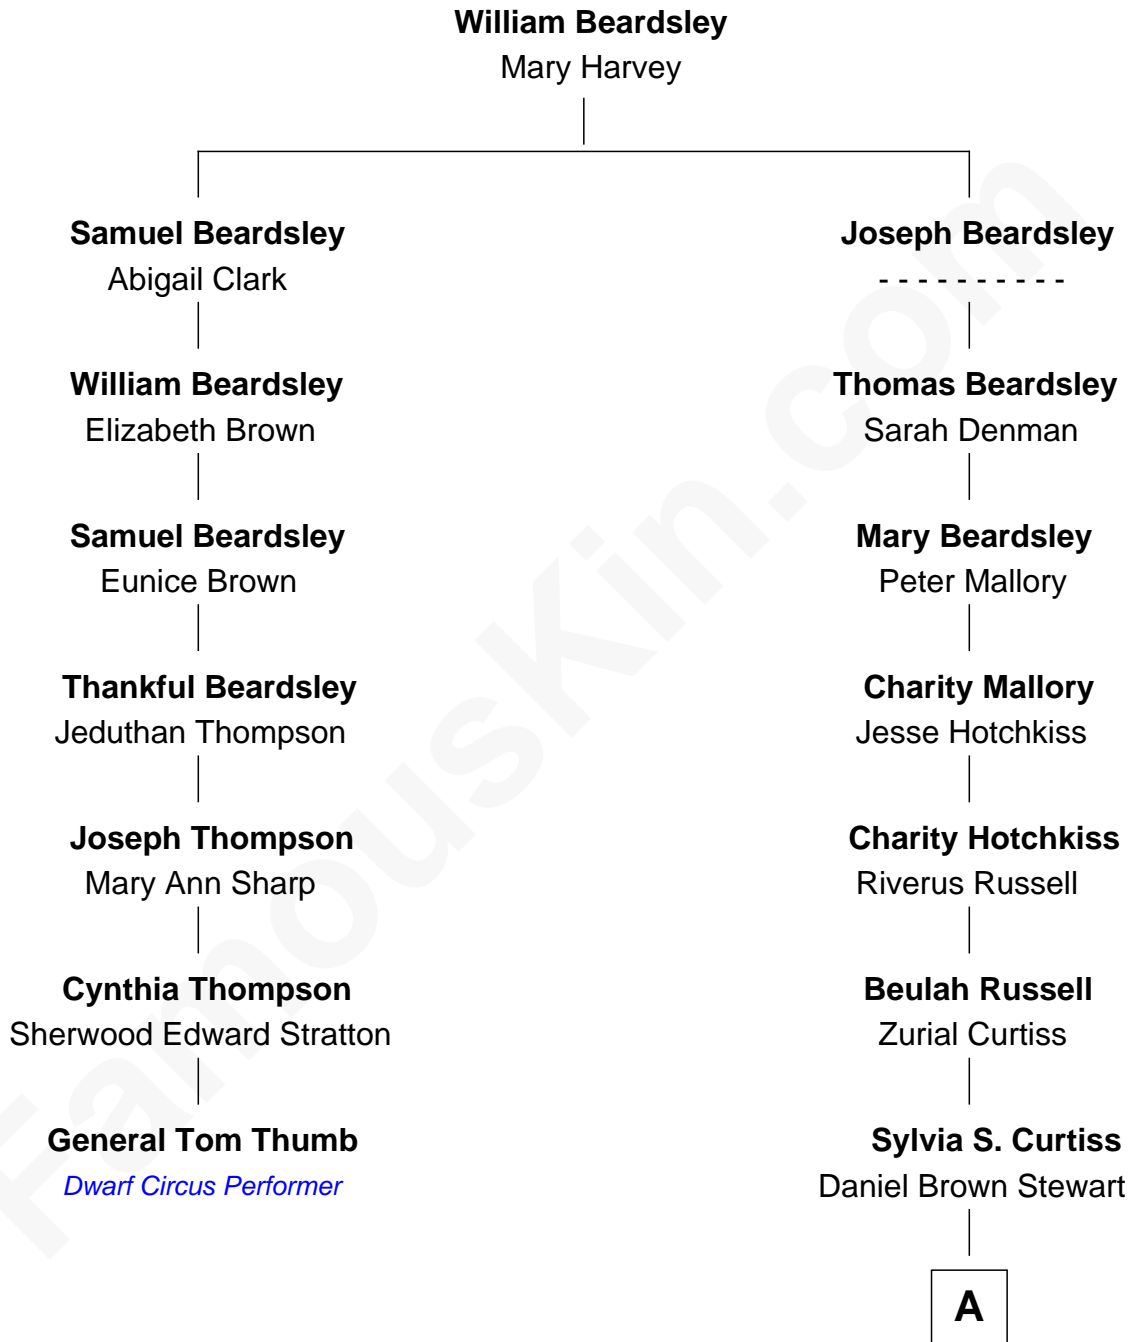 William Beardsley
Mary Harvey
Samuel Beardsley
Abigail Clark
Joseph Beardsley
- - - - - - - - - -
William Beardsley
Elizabeth Brown
Thomas Beardsley
Sarah Denman
Samuel Beardsley
Eunice Brown
Mary Beardsley
Peter Mallory
Thankful Beardsley
Jeduthan Thompson
Charity Mallory
Jesse Hotchkiss
Joseph Thompson
Mary Ann Sharp
Charity Hotchkiss
Riverus Russell
Cynthia Thompson
Sherwood Edward Stratton
Beulah Russell
Zurial Curtiss
General Tom Thumb
Dwarf Circus Performer
Sylvia S. Curtiss
Daniel Brown Stewart
A
FamousKin.com